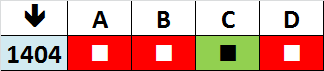 🡫 A B C D
1404 ■ ■ ■ ■